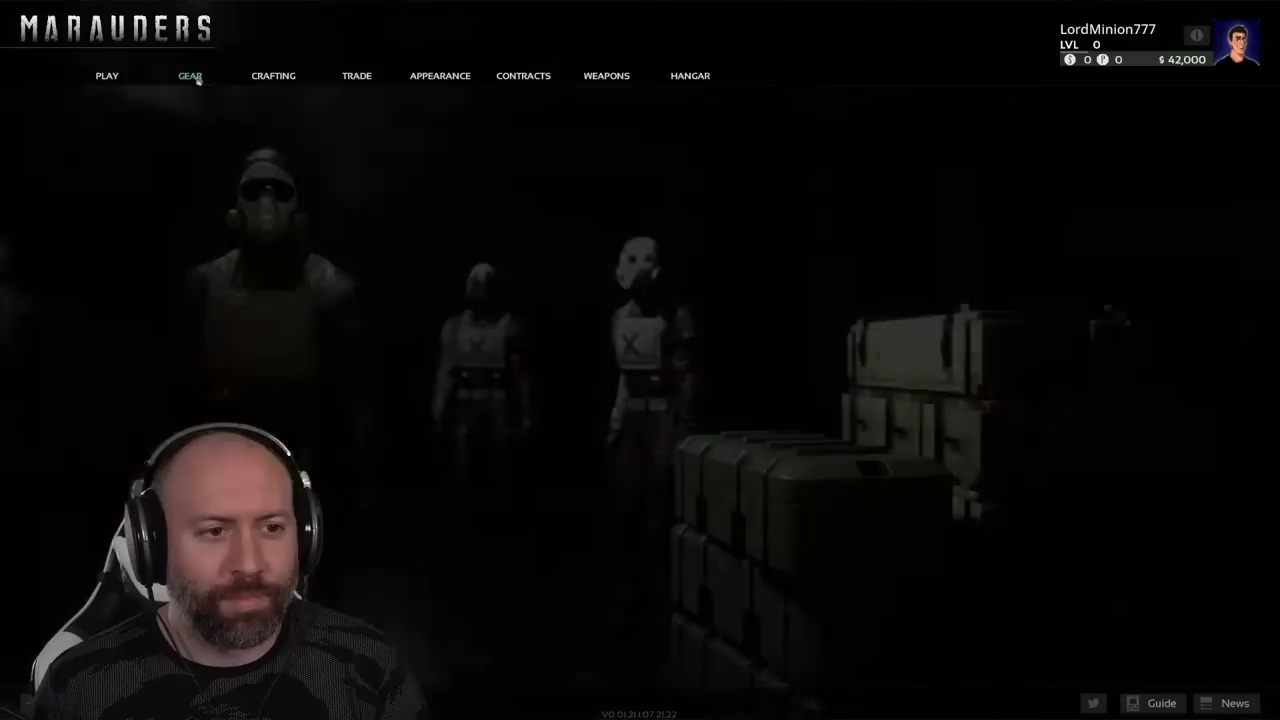 MARAUDERS
LordMinion777
LVL 0
S 0 P 0 $ 42,000
PLAY GEAR CRAFTING TRADE APPEARANCE CONTRACTS WEAPONS HANGAR
Guide News